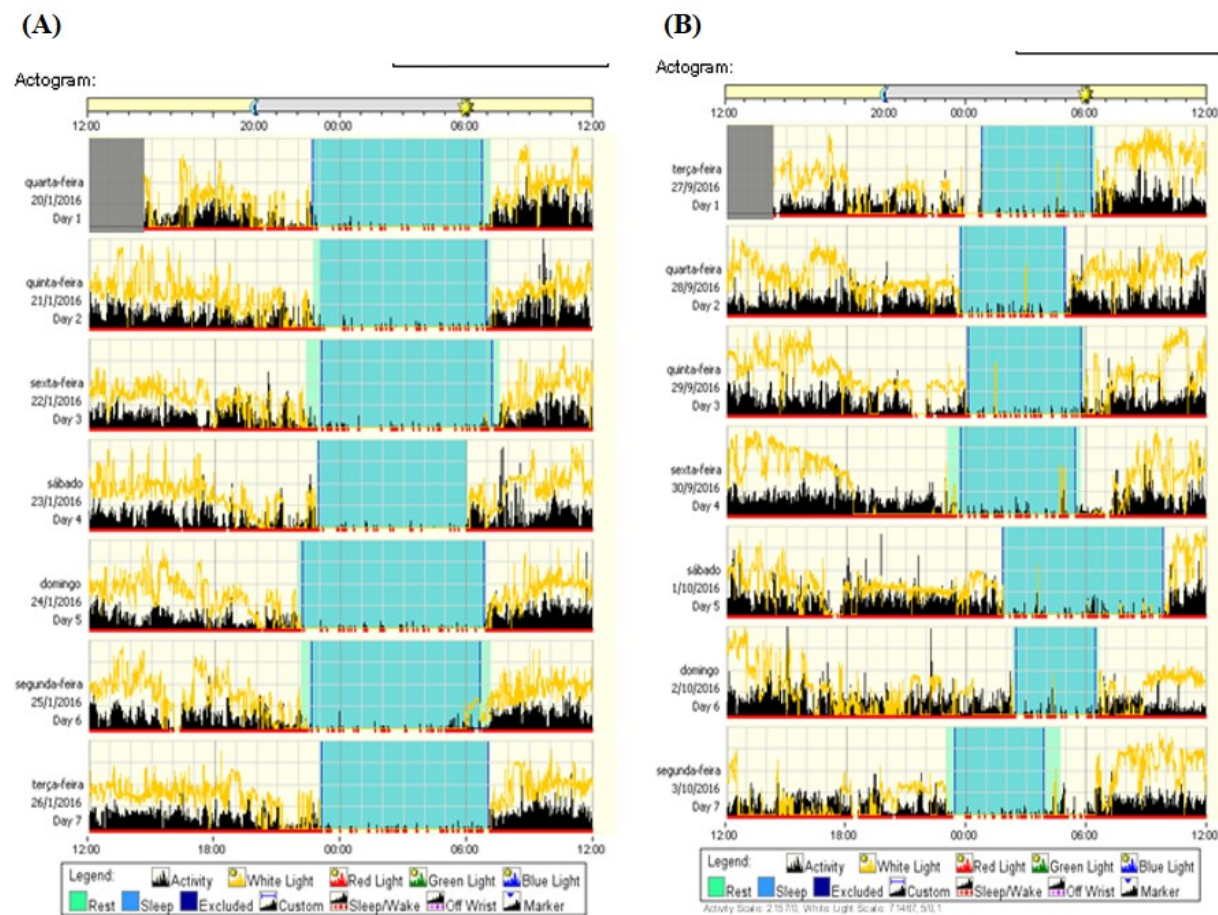 (A)
Actogram:
12:00 20:00 00:00 06:00 12:00
quarta-feira
20/1/2016
Day 1
quinta-feira
21/1/2016
Day 2
sexta-feira
22/1/2016
Day 3
sábado
23/1/2016
Day 4
domingo
24/1/2016
Day 5
segunda-feira
25/1/2016
Day 6
terça-feira
26/1/2016
Day 7
12:00 18:00 00:00 06:00 12:00
Legend:
Activity White Light Red Light Green Light Blue Light
Rest Sleep Excluded Custom Sleep/Wake Off Wrist Marker
(B)
Actogram:
12:00 20:00 00:00 06:00 12:00
terça-feira
27/9/2016
Day 1
quarta-feira
28/9/2016
Day 2
quinta-feira
29/9/2016
Day 3
sexta-feira
30/9/2016
Day 4
sábado
1/10/2016
Day 5
domingo
2/10/2016
Day 6
segunda-feira
3/10/2016
Day 7
12:00 18:00 00:00 06:00 12:00
Legend:
Activity White Light Red Light Green Light Blue Light
Rest Sleep Excluded Custom Sleep/Wake Off Wrist Marker
Activity Scale: White Light Scale: